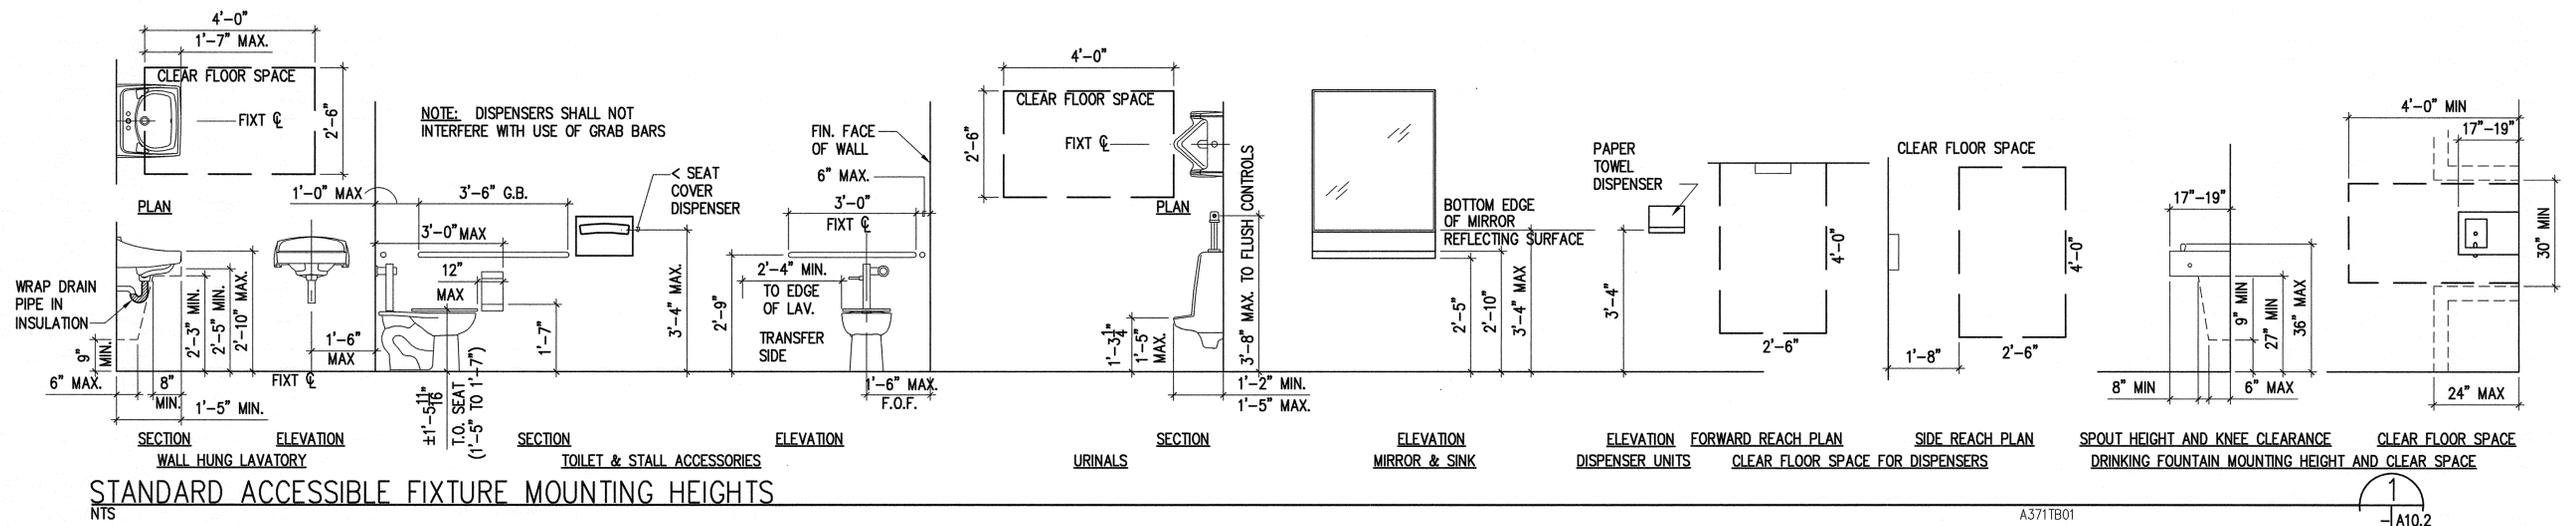 4'-0"
1'-7" MAX.
CLEAR FLOOR SPACE
FIXT ℄
2'-6"
PLAN
WRAP DRAIN
PIPE IN
INSULATION
9"
MIN.
6" MAX.
8"
MIN.
1'-5" MIN.
2'-3" MIN.
2'-5" MIN.
2'-10" MAX.
SECTION
1'-6"
MAX
FIXT ℄
ELEVATION
WALL HUNG LAVATORY
NOTE: DISPENSERS SHALL NOT
INTERFERE WITH USE OF GRAB BARS
1'-0" MAX
3'-6" G.B.
3'-0"MAX
12"
MAX
< SEAT
COVER
DISPENSER
1'-7"
3'-4" MAX.
±1'-5 11/16
T.O. SEAT
(1'-5" TO 1'-7")
SECTION
FIN. FACE
OF WALL
6" MAX.
3'-0"
FIXT ℄
2'-9"
2'-4" MIN.
TO EDGE
OF LAV.
TRANSFER
SIDE
1'-6" MAX.
F.O.F.
ELEVATION
TOILET & STALL ACCESSORIES
4'-0"
CLEAR FLOOR SPACE
2'-6"
FIXT ℄
PLAN
3'-8" MAX. TO FLUSH CONTROLS
1'-3 1/4"
1'-5"
MAX.
1'-2" MIN.
1'-5" MAX.
SECTION
URINALS
BOTTOM EDGE
OF MIRROR
REFLECTING SURFACE
2'-5"
2'-10"
3'-4" MAX
ELEVATION
MIRROR & SINK
PAPER
TOWEL
DISPENSER
3'-4"
ELEVATION
DISPENSER UNITS
4'-0"
2'-6"
FORWARD REACH PLAN
CLEAR FLOOR SPACE
4'-0"
1'-8"
2'-6"
SIDE REACH PLAN
CLEAR FLOOR SPACE FOR DISPENSERS
17"-19"
9" MIN
27" MIN
36" MAX
8" MIN
6" MAX
SPOUT HEIGHT AND KNEE CLEARANCE
4'-0" MIN
17"-19"
30" MIN
24" MAX
CLEAR FLOOR SPACE
DRINKING FOUNTAIN MOUNTING HEIGHT AND CLEAR SPACE
STANDARD ACCESSIBLE FIXTURE MOUNTING HEIGHTS
NTS
A371TB01
1
- A10.2